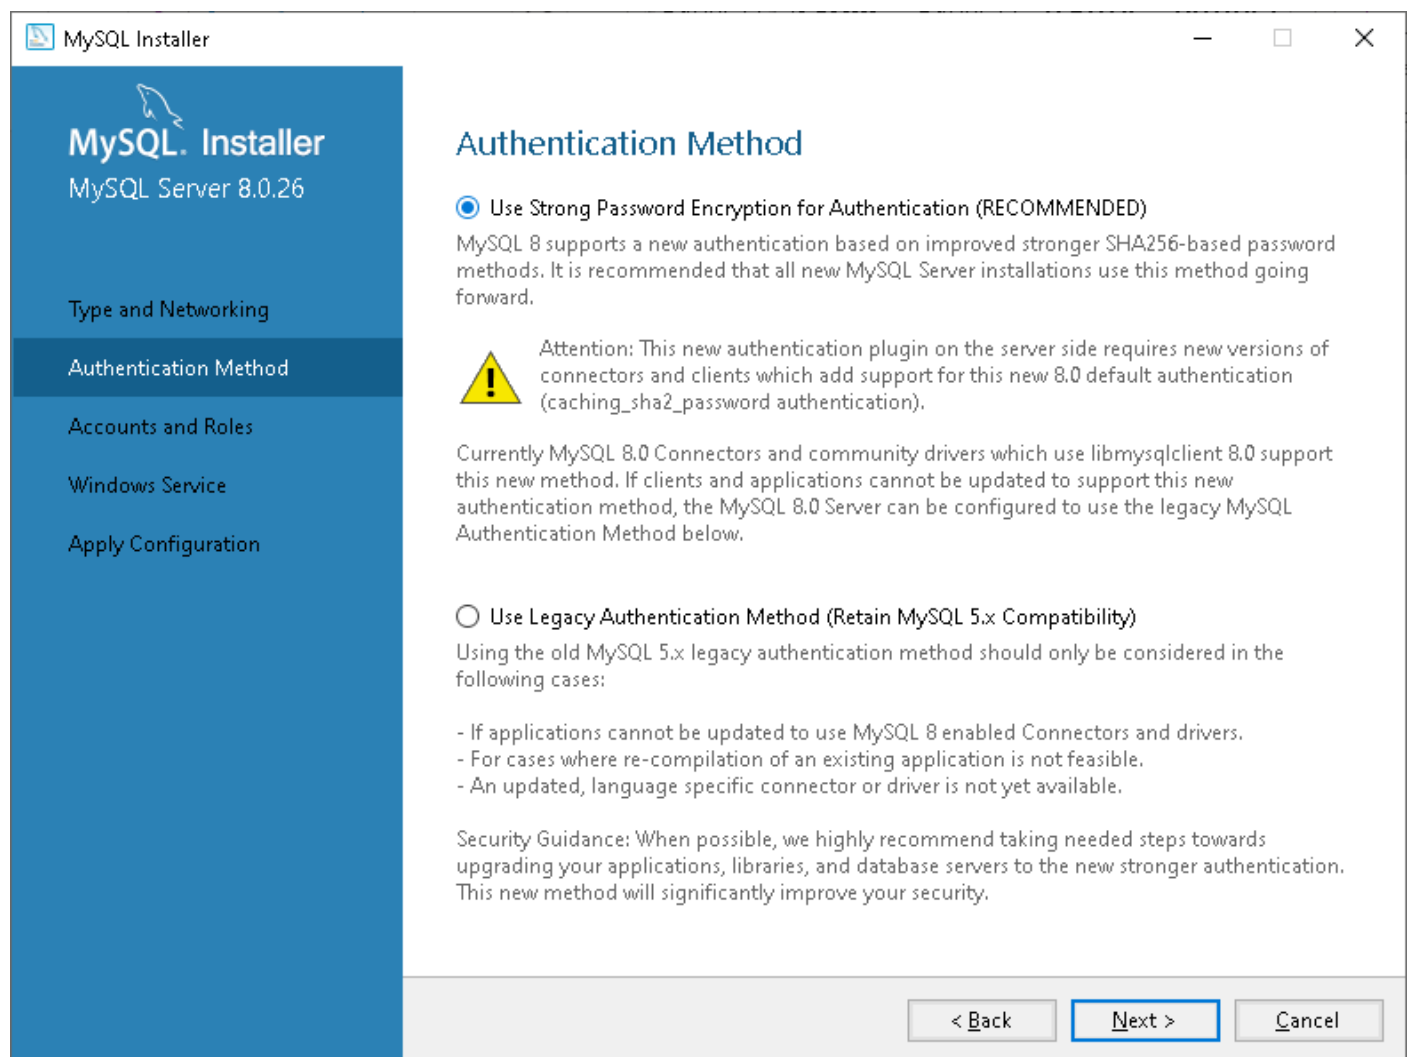 MySQL Installer
MySQL. Installer
MySQL Server 8.0.26
Type and Networking
Authentication Method
Accounts and Roles
Windows Service
Apply Configuration
Authentication Method
Use Strong Password Encryption for Authentication (RECOMMENDED)
MySQL 8 supports a new authentication based on improved stronger SHA256-based password
methods. It is recommended that all new MySQL Server installations use this method going
forward.
Attention: This new authentication plugin on the server side requires new versions of
connectors and clients which add support for this new 8.0 default authentication
(caching_sha2_password authentication).
Currently MySQL 8.0 Connectors and community drivers which use libmysqlclient 8.0 support
this new method. If clients and applications cannot be updated to support this new
authentication method, the MySQL 8.0 Server can be configured to use the legacy MySQL
Authentication Method below.
Use Legacy Authentication Method (Retain MySQL 5.x Compatibility)
Using the old MySQL 5.x legacy authentication method should only be considered in the
following cases:
- If applications cannot be updated to use MySQL 8 enabled Connectors and drivers.
- For cases where re-compilation of an existing application is not feasible.
- An updated, language specific connector or driver is not yet available.
Security Guidance: When possible, we highly recommend taking needed steps towards
upgrading your applications, libraries, and database servers to the new stronger authentication.
This new method will significantly improve your security.
< Back
Next >
Cancel